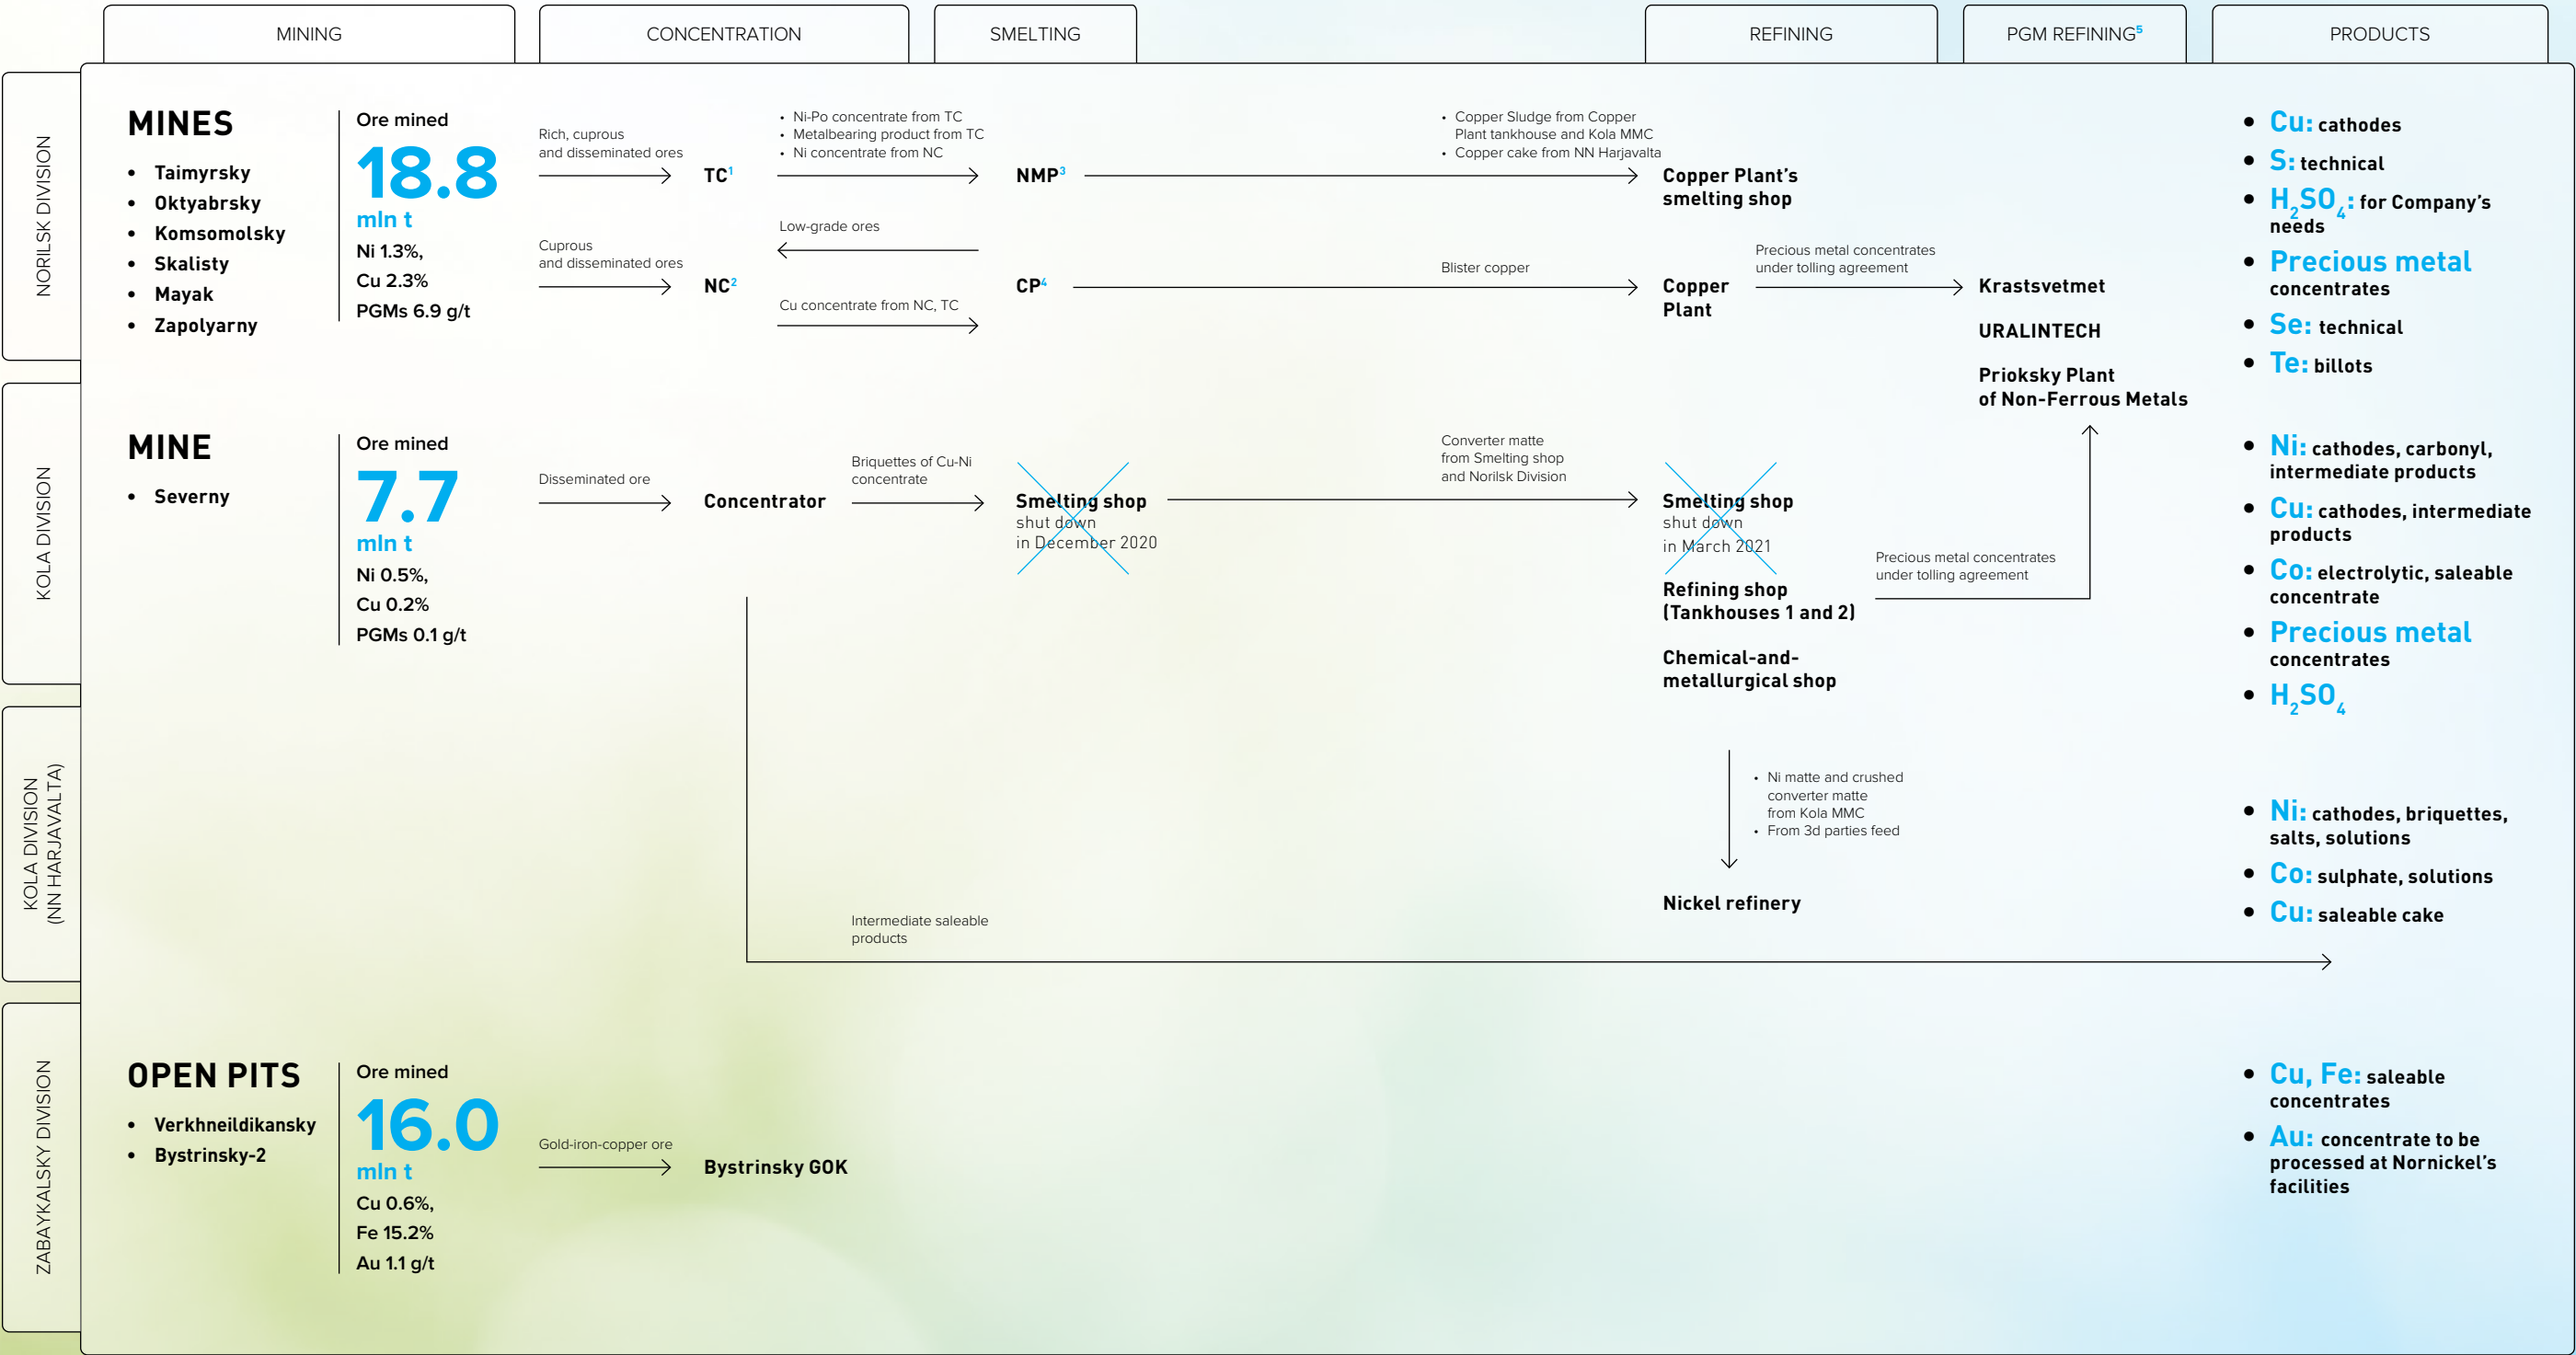 MINING
CONCENTRATION
SMELTING
REFINING
PGM REFINING5
PRODUCTS
NORILSK DIVISION
MINES
• Taimyrsky
• Oktyabrsky
• Komsomolsky
• Skalisty
• Mayak
• Zapolyarny
Ore mined
18.8
mln t
Ni 1.3%,
Cu 2.3%
PGMs 6.9 g/t
Rich, cuprous
and disseminated ores
Cuprous
and disseminated ores
TC1
NC2
• Ni-Po concentrate from TC
• Metalbearing product from TC
• Ni concentrate from NC
Low-grade ores
Cu concentrate from NC, TC
NMP3
CP4
• Copper Sludge from Copper
Plant tankhouse and Kola MMC
• Copper cake from NN Harjavalta
Blister copper
Copper Plant's
smelting shop
Copper
Plant
Precious metal concentrates
under tolling agreement
Krastsvetmet
URALINTECH
Prioksky Plant
of Non-Ferrous Metals
• Cu: cathodes
• S: technical
• H2SO4: for Company's
needs
• Precious metal
concentrates
• Se: technical
• Te: billots
KOLA DIVISION
MINE
• Severny
Ore mined
7.7
mln t
Ni 0.5%,
Cu 0.2%
PGMs 0.1 g/t
Disseminated ore
Concentrator
Briquettes of Cu-Ni
concentrate
Smelting shop
shut down
in December 2020
Converter matte
from Smelting shop
and Norilsk Division
Smelting shop
shut down
in March 2021
Refining shop
(Tankhouses 1 and 2)
Chemical-and-
metallurgical shop
Precious metal concentrates
under tolling agreement
• Ni: cathodes, carbonyl,
intermediate products
• Cu: cathodes, intermediate
products
• Co: electrolytic, saleable
concentrate
• Precious metal
concentrates
• H2SO4
KOLA DIVISION
(NN HARJAVALTA)
• Ni matte and crushed
converter matte
from Kola MMC
• From 3d parties feed
Nickel refinery
Intermediate saleable
products
• Ni: cathodes, briquettes,
salts, solutions
• Co: sulphate, solutions
• Cu: saleable cake
ZABAYKALSKY DIVISION
OPEN PITS
• Verkhneildikansky
• Bystrinsky-2
Ore mined
16.0
mln t
Cu 0.6%,
Fe 15.2%
Au 1.1 g/t
Gold-iron-copper ore
Bystrinsky GOK
• Cu, Fe: saleable
concentrates
• Au: concentrate to be
processed at Nornickel's
facilities